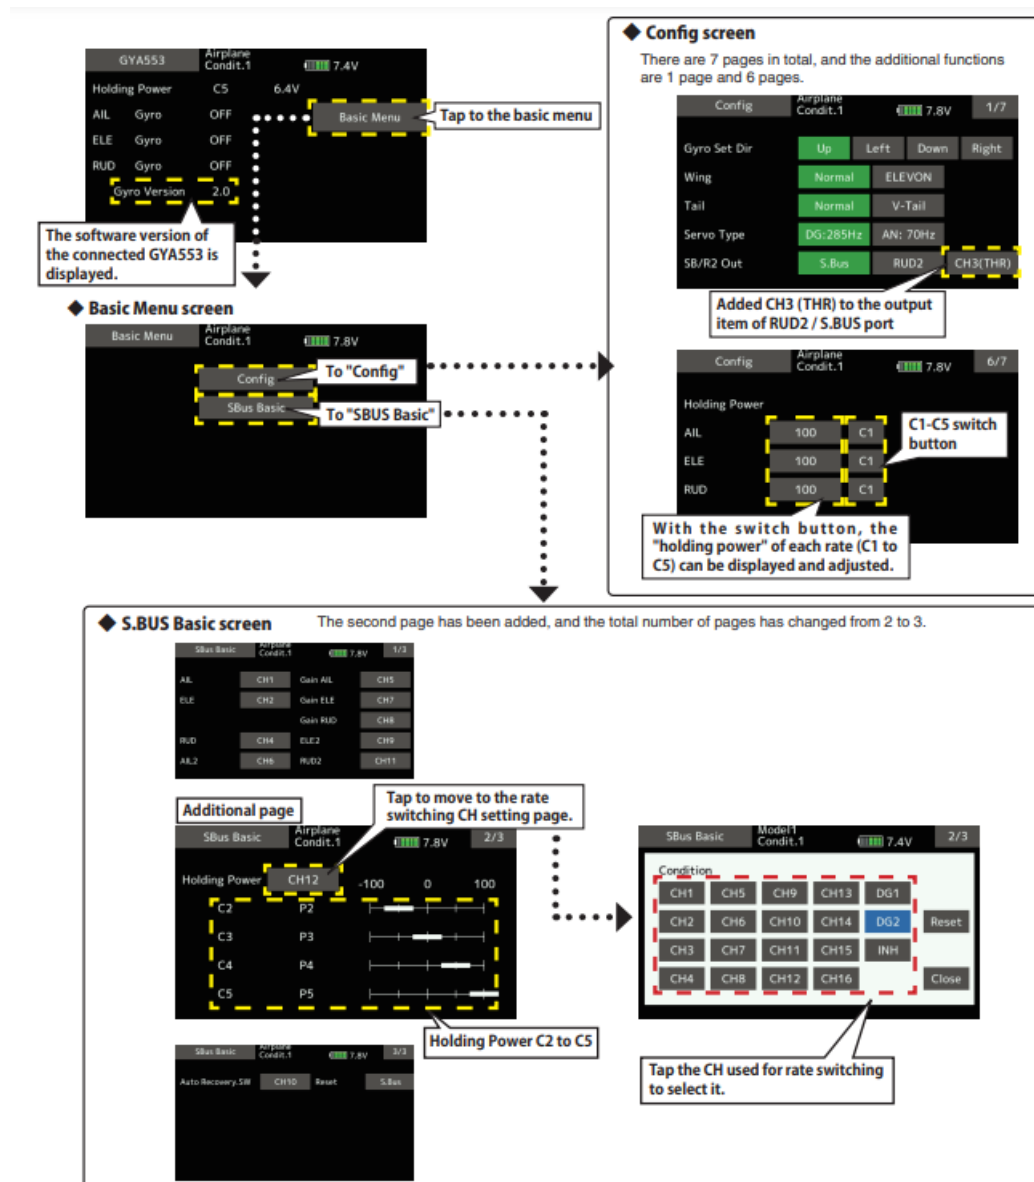 GYA553 Airplane Condit.1 7.4V
Holding Power C5 6.4V
AIL Gyro OFF
Basic Menu
Tap to the basic menu
ELE Gyro OFF
RUD Gyro OFF
Gyro Version 2.0
The software version of
the connected GYA553 is
displayed.
◆ Basic Menu screen
Basic Menu Airplane Condit.1 7.8V
Config
To "Config"
SBus Basic
To "SBUS Basic"
◆ Config screen
There are 7 pages in total, and the additional functions
are 1 page and 6 pages.
Config Airplane Condit.1 7.8V 1/7
Gyro Set Dir Up Left Down Right
Wing Normal ELEVON
Tail Normal V-Tail
Servo Type DG:285Hz AN: 70Hz
SB/R2 Out S.Bus RUD2 CH3(THR)
Added CH3 (THR) to the output
item of RUD2 / S.BUS port
Config Airplane Condit.1 7.8V 6/7
Holding Power
AIL 100 C1
ELE 100 C1
RUD 100 C1
C1-C5 switch
button
With the switch button, the
"holding power" of each rate (C1 to
C5) can be displayed and adjusted.
◆ S.BUS Basic screen
The second page has been added, and the total number of pages has changed from 2 to 3.
SBus Basic Airplane Condit.1 7.8V 1/3
AIL CH1 Gain AIL CH5
ELE CH2 Gain ELE CH7
Gain RUD CH8
RUD CH4 ELE2 CH9
AIL2 CH6 RUD2 CH11
Additional page
Tap to move to the rate
switching CH setting page.
SBus Basic Airplane Condit.1 7.8V 2/3
Holding Power CH12 -100 0 100
C2 P2
C3 P3
C4 P4
C5 P5
Holding Power C2 to C5
SBus Basic Airplane Condit.1 7.8V 3/3
Auto Recovery.SW CH10 Reset S.Bus
SBus Basic Model1 Condit.1 7.4V 2/3
Condition
CH1 CH5 CH9 CH13 DG1
CH2 CH6 CH10 CH14 DG2 Reset
CH3 CH7 CH11 CH15 INH
CH4 CH8 CH12 CH16 Close
Tap the CH used for rate switching
to select it.